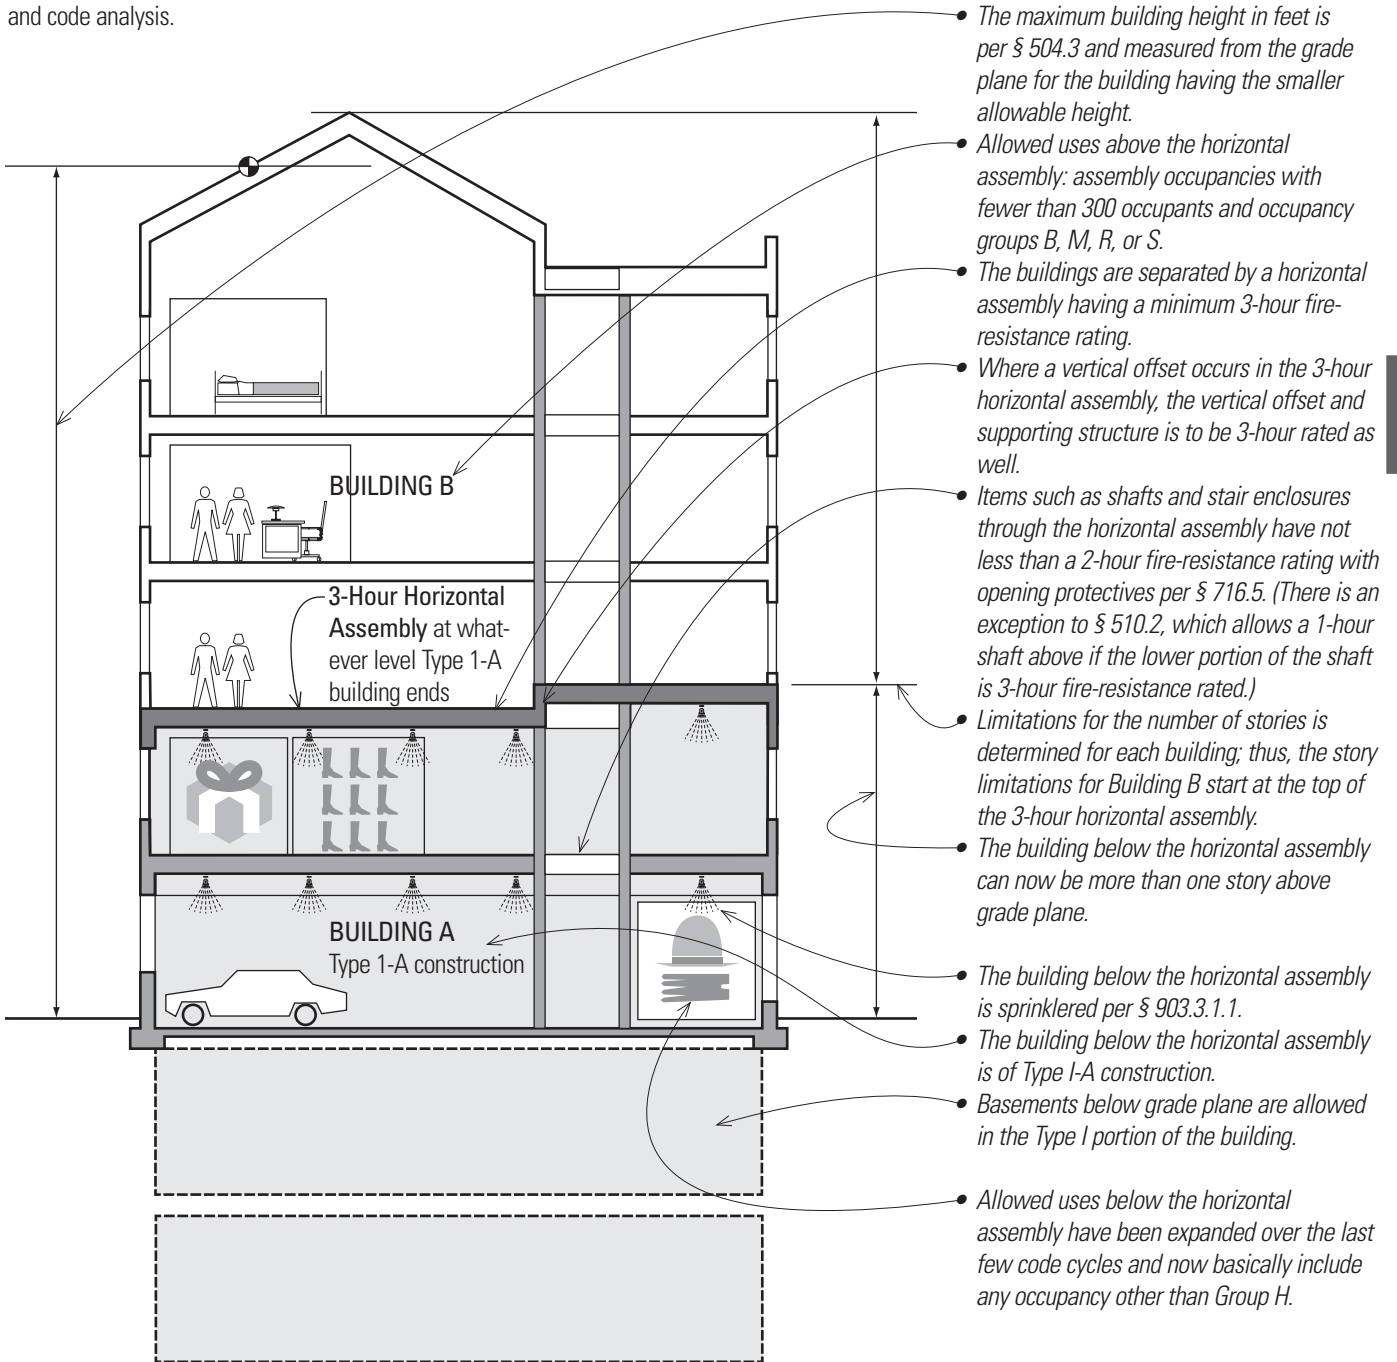 and code analysis.
• The maximum building height in feet is
per § 504.3 and measured from the grade
plane for the building having the smaller
allowable height.
• Allowed uses above the horizontal
assembly: assembly occupancies with
fewer than 300 occupants and occupancy
groups B, M, R, or S.
• The buildings are separated by a horizontal
assembly having a minimum 3-hour fire-
resistance rating.
• Where a vertical offset occurs in the 3-hour
horizontal assembly, the vertical offset and
supporting structure is to be 3-hour rated as
well.
• Items such as shafts and stair enclosures
through the horizontal assembly have not
less than a 2-hour fire-resistance rating with
opening protectives per § 716.5. (There is an
exception to § 510.2, which allows a 1-hour
shaft above if the lower portion of the shaft
is 3-hour fire-resistance rated.)
• Limitations for the number of stories is
determined for each building; thus, the story
limitations for Building B start at the top of
the 3-hour horizontal assembly.
• The building below the horizontal assembly
can now be more than one story above
grade plane.
• The building below the horizontal assembly
is sprinklered per § 903.3.1.1.
• The building below the horizontal assembly
is of Type I-A construction.
• Basements below grade plane are allowed
in the Type I portion of the building.
• Allowed uses below the horizontal
assembly have been expanded over the last
few code cycles and now basically include
any occupancy other than Group H.
BUILDING B
3-Hour Horizontal
Assembly at what-
ever level Type 1-A
building ends
BUILDING A
Type 1-A construction